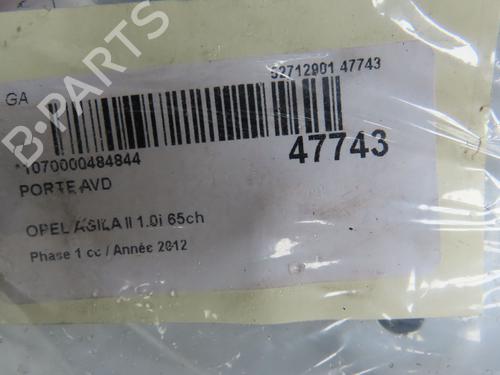 GA
52712901 47743
*1070000484844
47743
PORTE AVD
OPEL AGILA II 1.0i 65ch
Phase 1 cc / Année 2012
B-PARTS